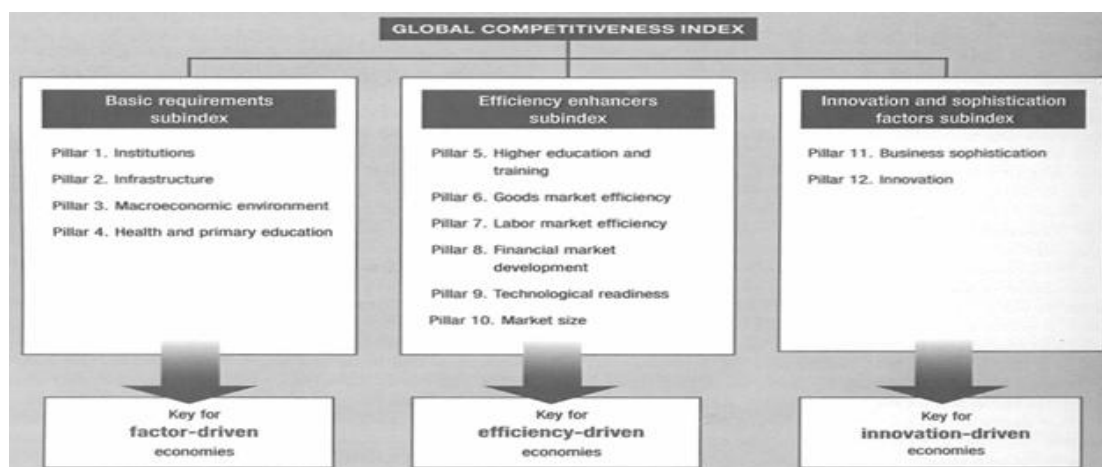 GLOBAL COMPETITIVENESS INDEX
Basic requirements
subindex
Pillar 1. Institutions
Pillar 2. Infrastructure
Pillar 3. Macroeconomic environment
Pillar 4. Health and primary education
Key for
factor-driven
economies
Efficiency enhancers
subindex
Pillar 5. Higher education and
training
Pillar 6. Goods market efficiency
Pillar 7. Labor market efficiency
Pillar 8. Financial market
development
Pillar 9. Technological readiness
Pillar 10. Market size
Key for
efficiency-driven
economies
Innovation and sophistication
factors subindex
Pillar 11. Business sophistication
Pillar 12. Innovation
Key for
innovation-driven
economies